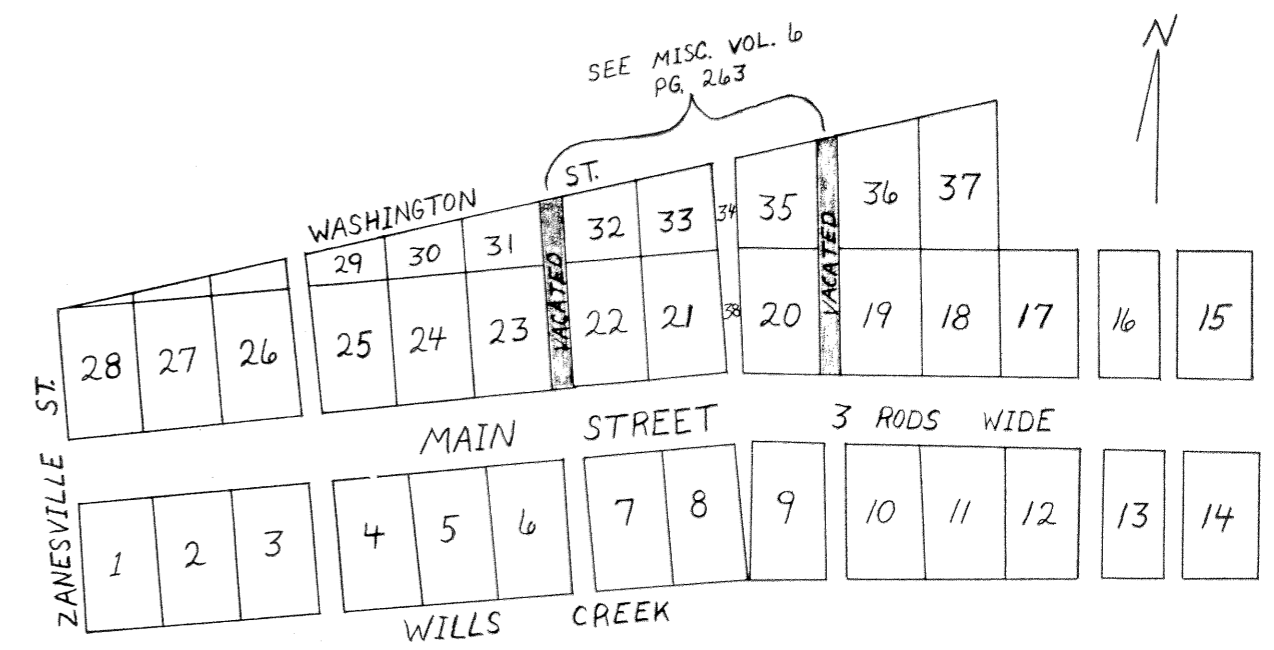 SEE MISC. VOL. 6
PG. 263
N
WASHINGTON ST.
29 30 31 32 33 34 35 36 37
VACATED
VACATED
28 27 26 25 24 23 22 21 38 20 19 18 17 16 15
ZANESVILLE ST.
MAIN STREET 3 RODS WIDE
1 2 3 4 5 6 7 8 9 10 11 12 13 14
WILLS CREEK